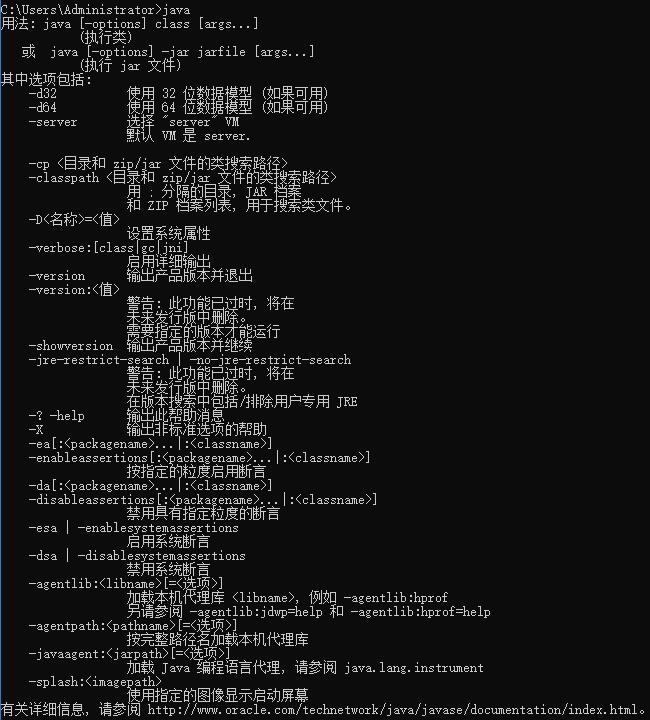 C:\Users\Administrator>java
用法: java [-options] class [args...]
(执行类)
或 java [-options] -jar jarfile [args...]
(执行 jar 文件)
其中选项包括:
-d32 使用 32 位数据模型 (如果可用)
-d64 使用 64 位数据模型 (如果可用)
-server 选择 "server" VM
默认 VM 是 server.
-cp <目录和 zip/jar 文件的类搜索路径>
-classpath <目录和 zip/jar 文件的类搜索路径>
用 ; 分隔的目录, JAR 档案
和 ZIP 档案列表, 用于搜索类文件。
-D<名称>=<值>
设置系统属性
-verbose:[class|gc|jni]
启用详细输出
-version 输出产品版本并退出
-version:<值>
警告: 此功能已过时, 将在
未来发行版中删除。
需要指定的版本才能运行
-showversion 输出产品版本并继续
-jre-restrict-search | -no-jre-restrict-search
警告: 此功能已过时, 将在
未来发行版中删除。
在版本搜索中包括/排除用户专用 JRE
-? -help 输出此帮助消息
-X 输出非标准选项的帮助
-ea[:<packagename>...|:<classname>]
-enableassertions[:<packagename>...|:<classname>]
按指定的粒度启用断言
-da[:<packagename>...|:<classname>]
-disableassertions[:<packagename>...|:<classname>]
禁用具有指定粒度的断言
-esa | -enablesystemassertions
启用系统断言
-dsa | -disablesystemassertions
禁用系统断言
-agentlib:<libname>[=<选项>]
加载本机代理库 <libname>, 例如 -agentlib:hprof
另请参阅 -agentlib:jdwp=help 和 -agentlib:hprof=help
-agentpath:<pathname>[=<选项>]
按完整路径名加载本机代理库
-javaagent:<jarpath>[=<选项>]
加载 Java 编程语言代理, 请参阅 java.lang.instrument
-splash:<imagepath>
使用指定的图像显示启动屏幕
有关详细信息, 请参阅 http://www.oracle.com/technetwork/java/javase/documentation/index.html。